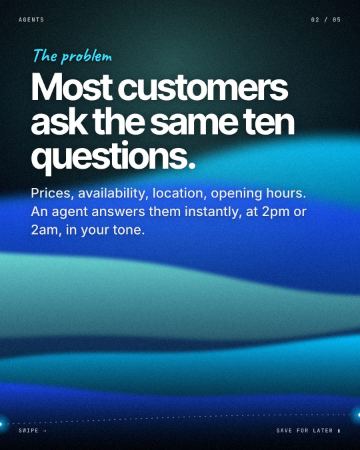 AGENTS
02 / 05
The problem
Most customers
ask the same ten
questions.
Prices, availability, location, opening hours.
An agent answers them instantly, at 2pm or
2am, in your tone.
SWIPE →
SAVE FOR LATER